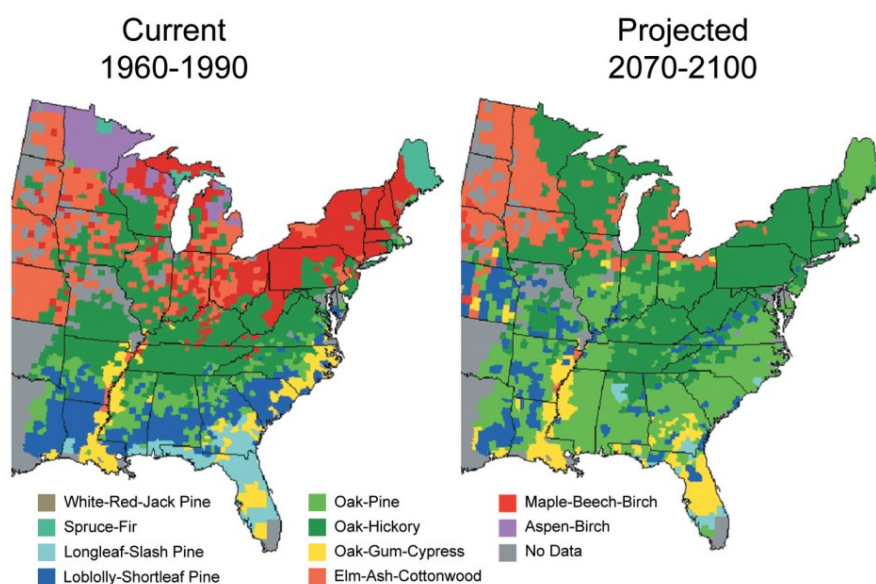 Current
1960-1990
Projected
2070-2100
White-Red-Jack Pine
Spruce-Fir
Longleaf-Slash Pine
Loblolly-Shortleaf Pine
Oak-Pine
Oak-Hickory
Oak-Gum-Cypress
Elm-Ash-Cottonwood
Maple-Beech-Birch
Aspen-Birch
No Data